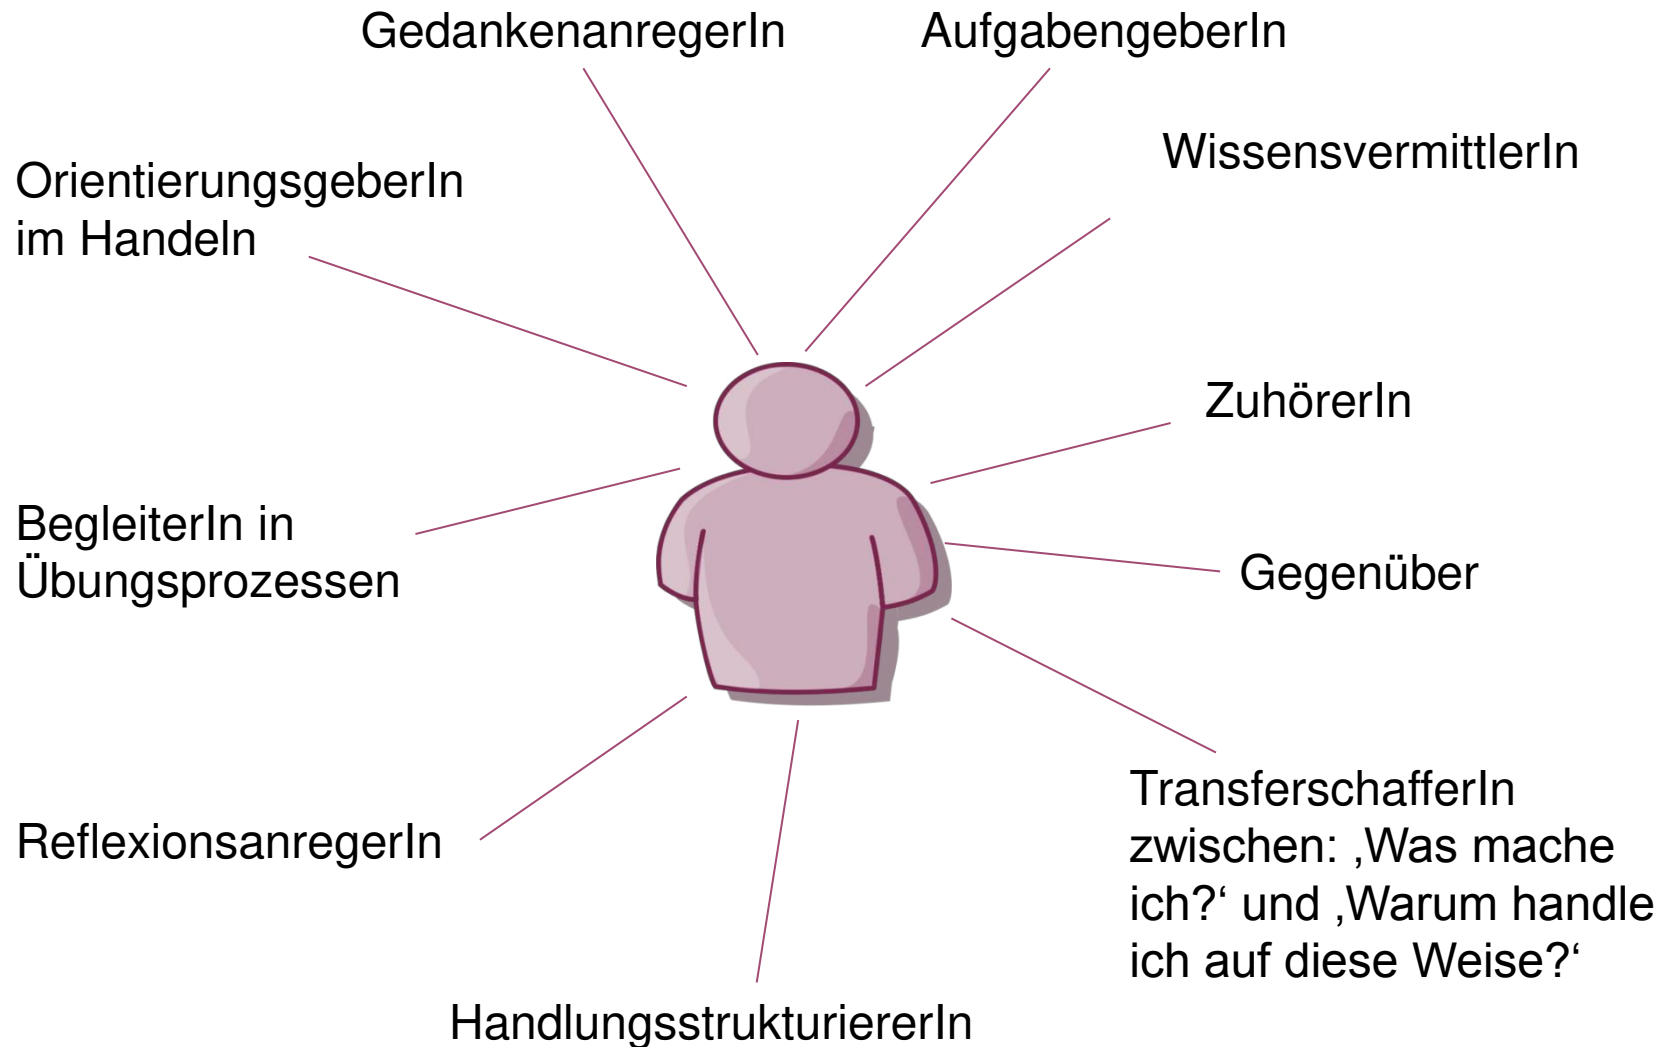 GedankenanregerIn
AufgabengeberIn
WissensvermittlerIn
OrientierungsgeberIn
im Handeln
ZuhörerIn
BegleiterIn in
Übungsprozessen
Gegenüber
TransferschafferIn
zwischen: ‚Was mache
ich?‘ und ‚Warum handle
ich auf diese Weise?‘
ReflexionsanregerIn
HandlungsstrukturiererIn